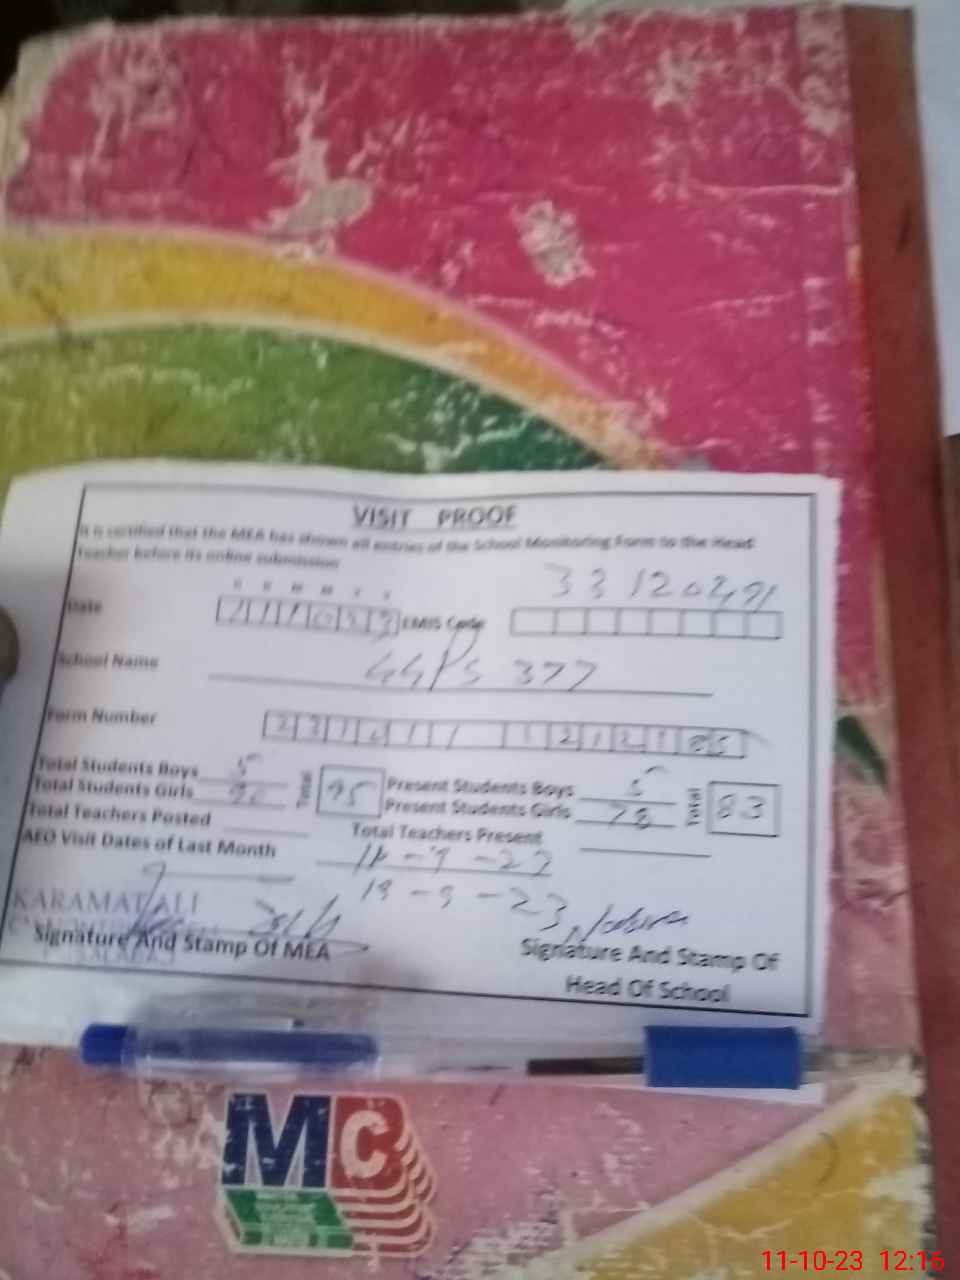 VISIT PROOF
It is certified that the MEA has shown all entries of the School Monitoring Form to the Head
Teacher before its online submission
33120491
Date EMIS Code
School Name GGPS 377
Form Number
Total Students Boys 5 Total 95 Present Students Boys 5 Total 83
Total Students Girls 90 Present Students Girls 78
Total Teachers Posted Total Teachers Present
AEO Visit Dates of Last Month
18-9-23
KARAMAT ALI
Signature And Stamp Of MEA Signature And Stamp Of
Head Of School
MC
11-10-23 12:16